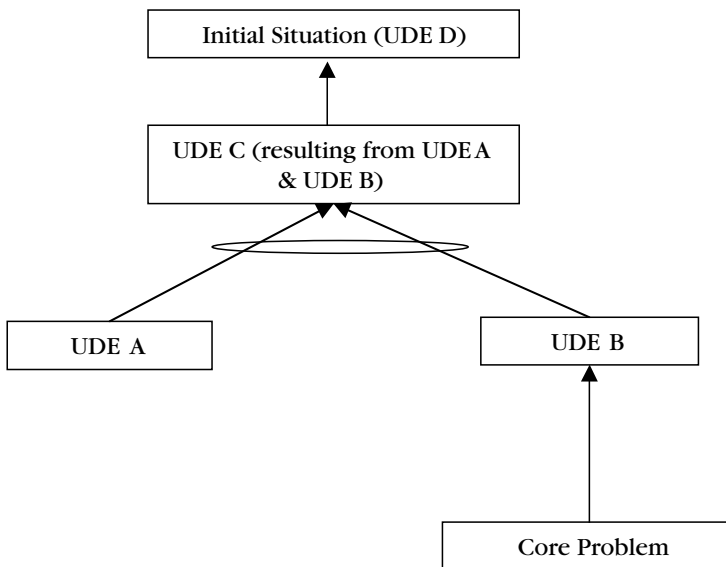 Initial Situation (UDE D)
UDE C (resulting from UDE A
& UDE B)
UDE A
UDE B
Core Problem